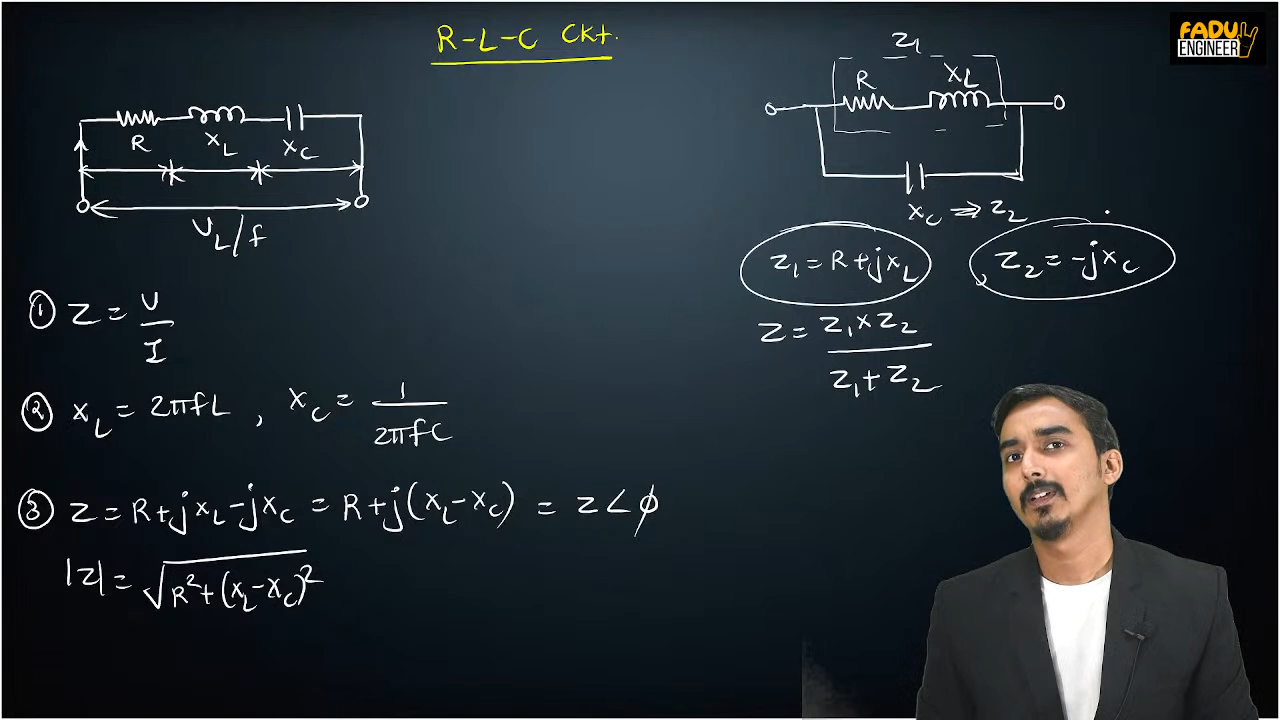 R-L-C Ckt.
FADU
ENGINEER
R XL XC
VL/f
① Z = V/I
② XL = 2πfL , XC = 1/2πfC
③ Z = R+jXL-jXC = R+j(XL-XC) = Z∠ϕ
|Z| = √R²+(XL-XC)²
Z1
R XL
XC ⇒ Z2
Z1 = R+jXL Z2 = -jXC
Z = Z1×Z2/Z1+Z2